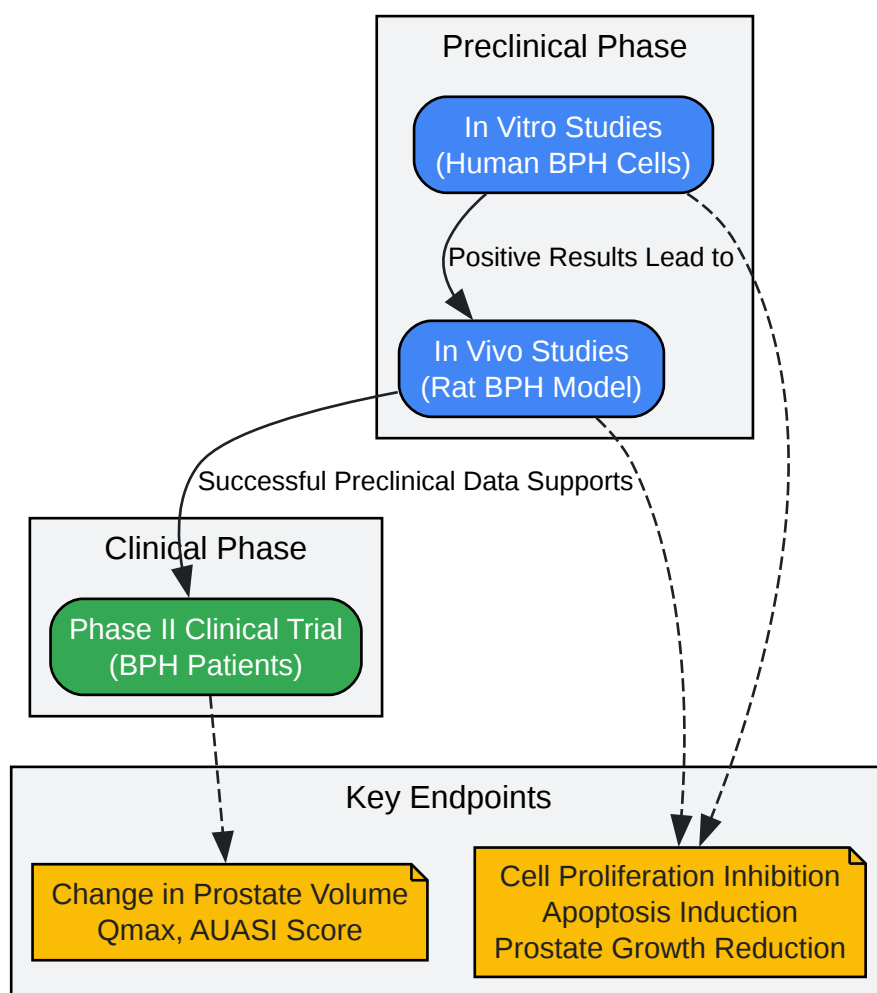 Preclinical Phase
In Vitro Studies
(Human BPH Cells)
Positive Results Lead to
In Vivo Studies
(Rat BPH Model)
Successful Preclinical Data Supports
Clinical Phase
Phase II Clinical Trial
(BPH Patients)
Key Endpoints
Change in Prostate Volume
Qmax, AUASI Score
Cell Proliferation Inhibition
Apoptosis Induction
Prostate Growth Reduction